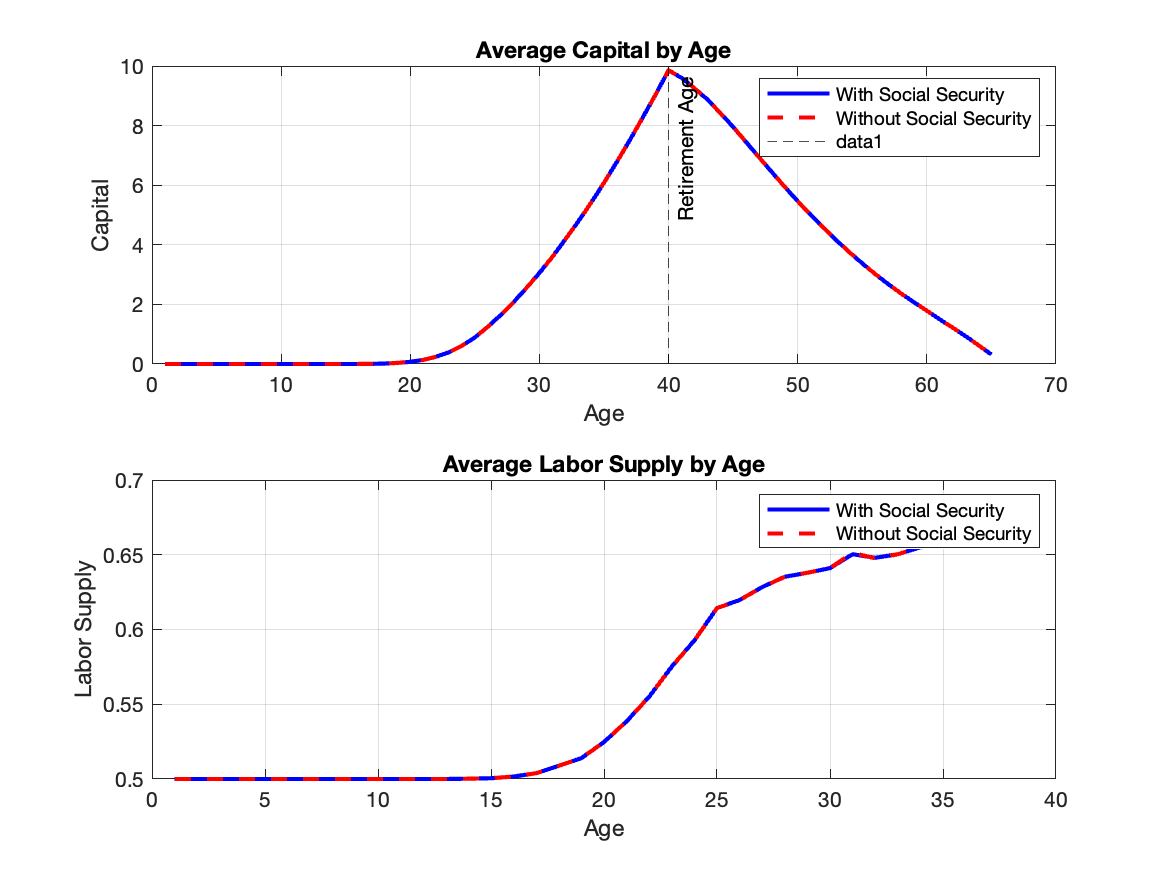 Average Capital by Age
10
8
6
4
2
0
Capital
Retirement Age
With Social Security
Without Social Security
data1
0 10 20 30 40 50 60 70
Age
Average Labor Supply by Age
0.7
0.65
0.6
0.55
0.5
Labor Supply
With Social Security
Without Social Security
0 5 10 15 20 25 30 35 40
Age